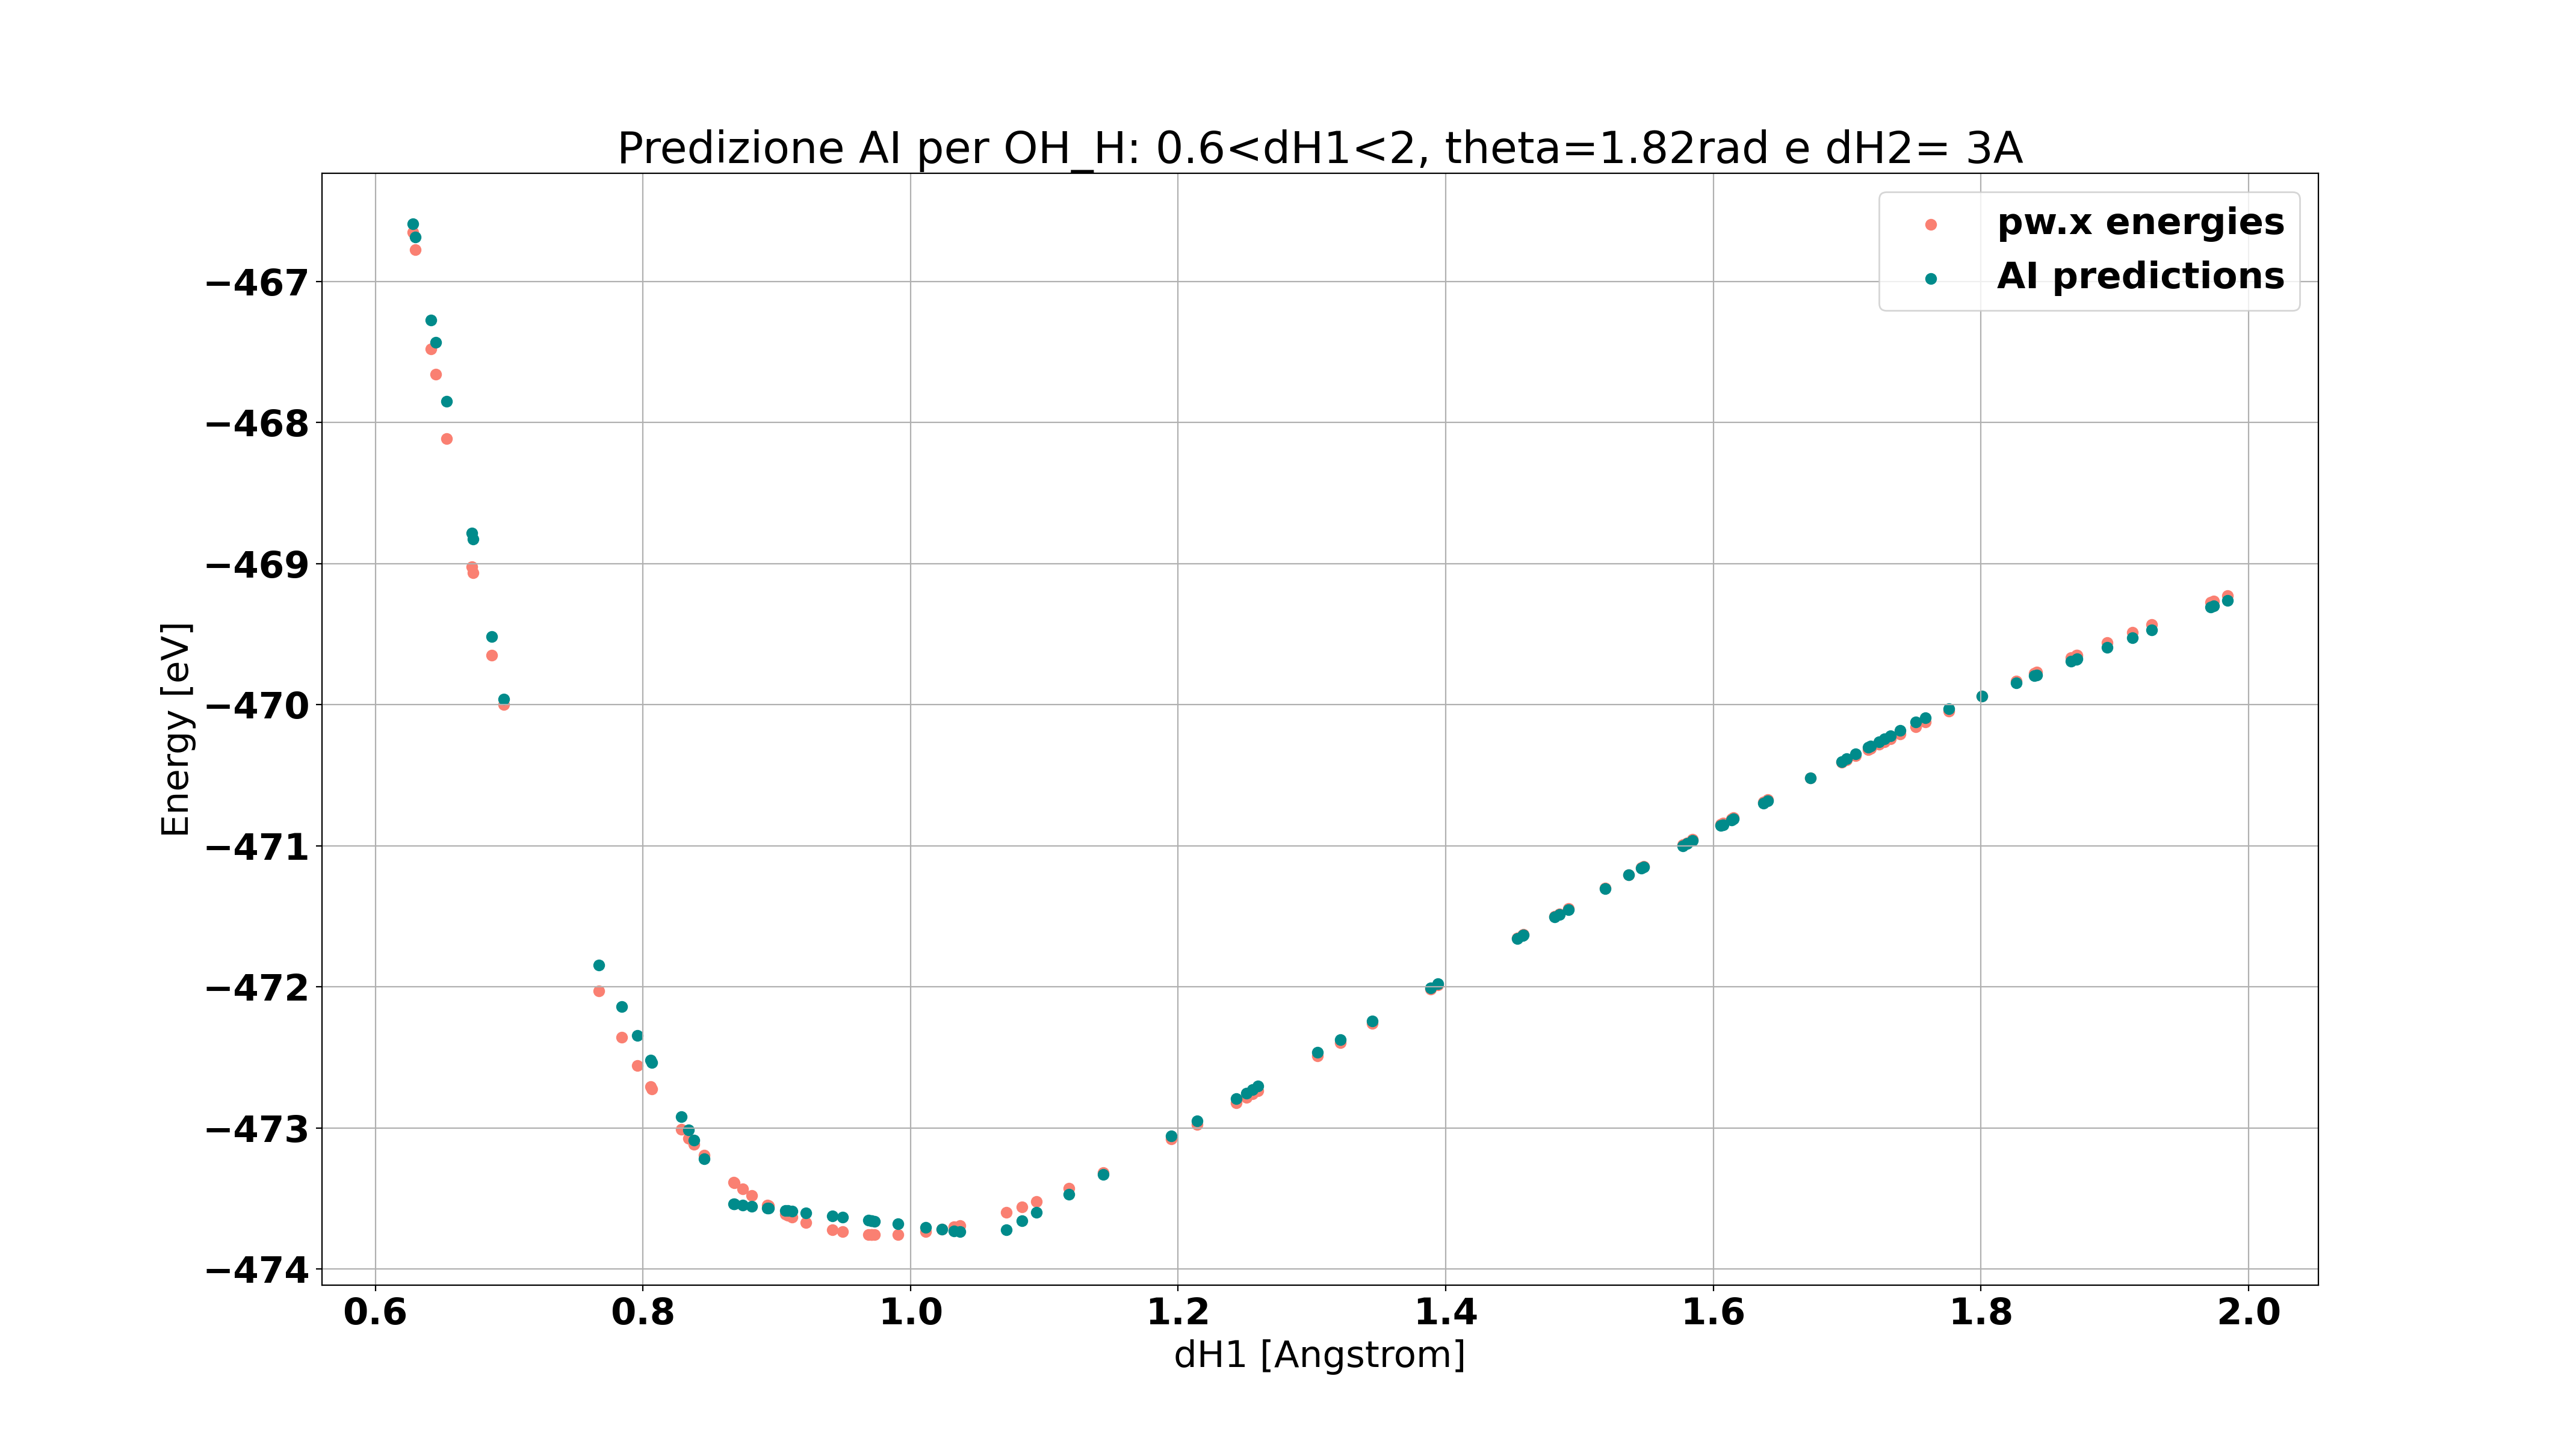 Predizione AI per OH_H: 0.6<dH1<2, theta=1.82rad e dH2= 3A
pw.x energies
AI predictions
Energy [eV]
−467
−468
−469
−470
−471
−472
−473
−474
0.6 0.8 1.0 1.2 1.4 1.6 1.8 2.0
dH1 [Angstrom]